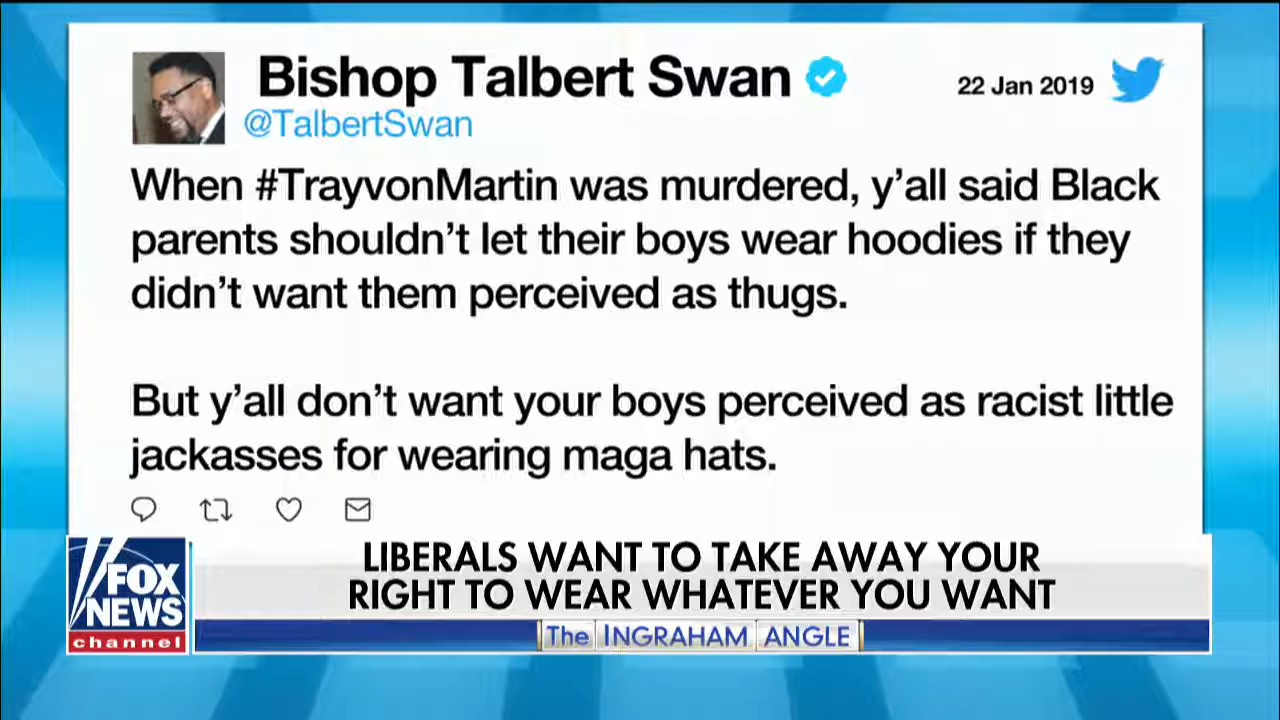 Bishop Talbert Swan
22 Jan 2019
@TalbertSwan
When #TrayvonMartin was murdered, y’all said Black
parents shouldn’t let their boys wear hoodies if they
didn’t want them perceived as thugs.
But y’all don’t want your boys perceived as racist little
jackasses for wearing maga hats.
LIBERALS WANT TO TAKE AWAY YOUR
RIGHT TO WEAR WHATEVER YOU WANT
FOX
NEWS
channel
The INGRAHAM ANGLE